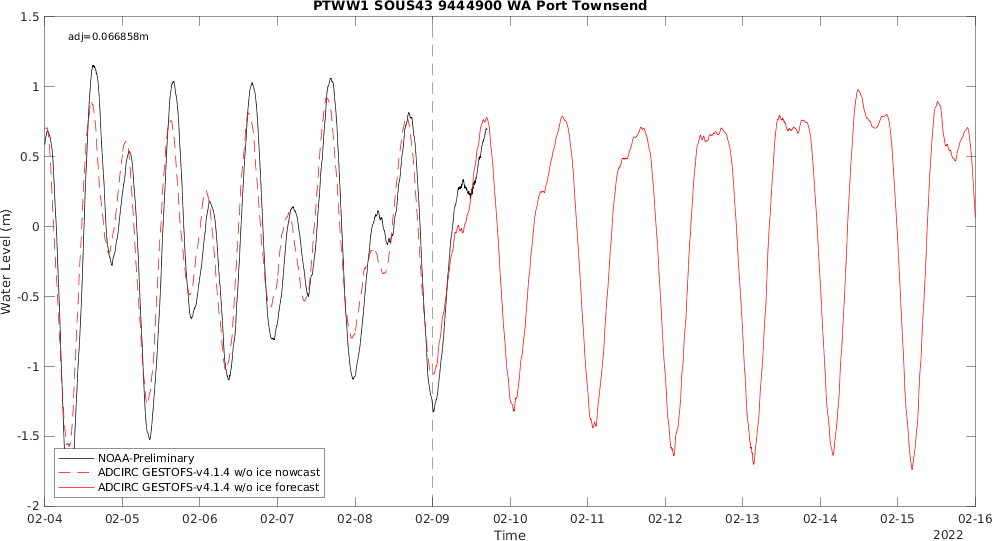 PTWW1 SOUS43 9444900 WA Port Townsend
adj=0.066858m
1.5
1
0.5
0
-0.5
-1
-1.5
-2
Water Level (m)
NOAA-Preliminary
ADCIRC GESTOFS-v4.1.4 w/o ice nowcast
ADCIRC GESTOFS-v4.1.4 w/o ice forecast
02-04 02-05 02-06 02-07 02-08 02-09 02-10 02-11 02-12 02-13 02-14 02-15 02-16
Time
2022